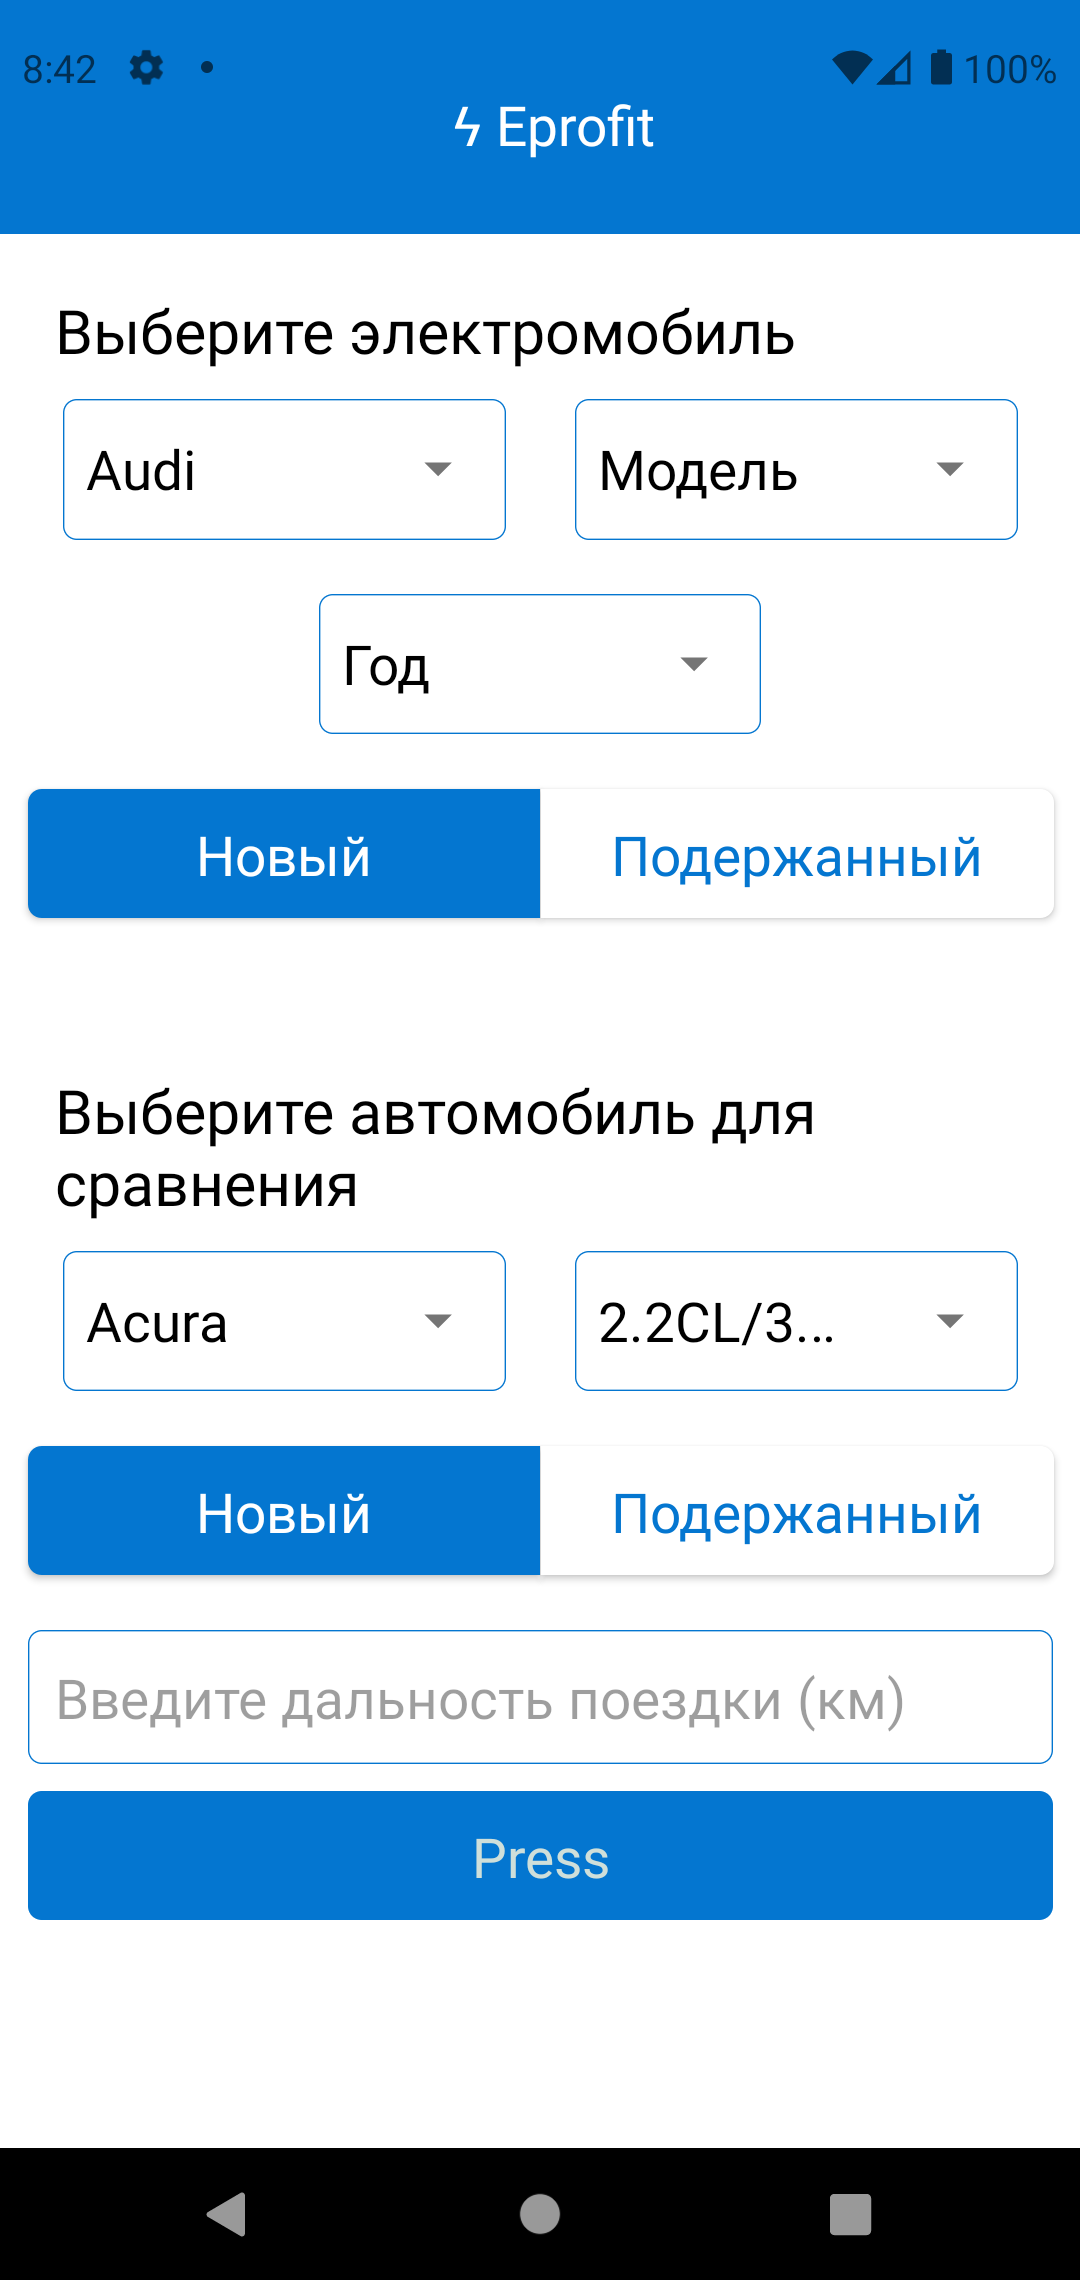 8:42 100%
Eprofit
Выберите электромобиль
Audi Модель
Год
Новый Подержанный
Выберите автомобиль для
сравнения
Acura 2.2CL/3...
Новый Подержанный
Введите дальность поездки (км)
Press